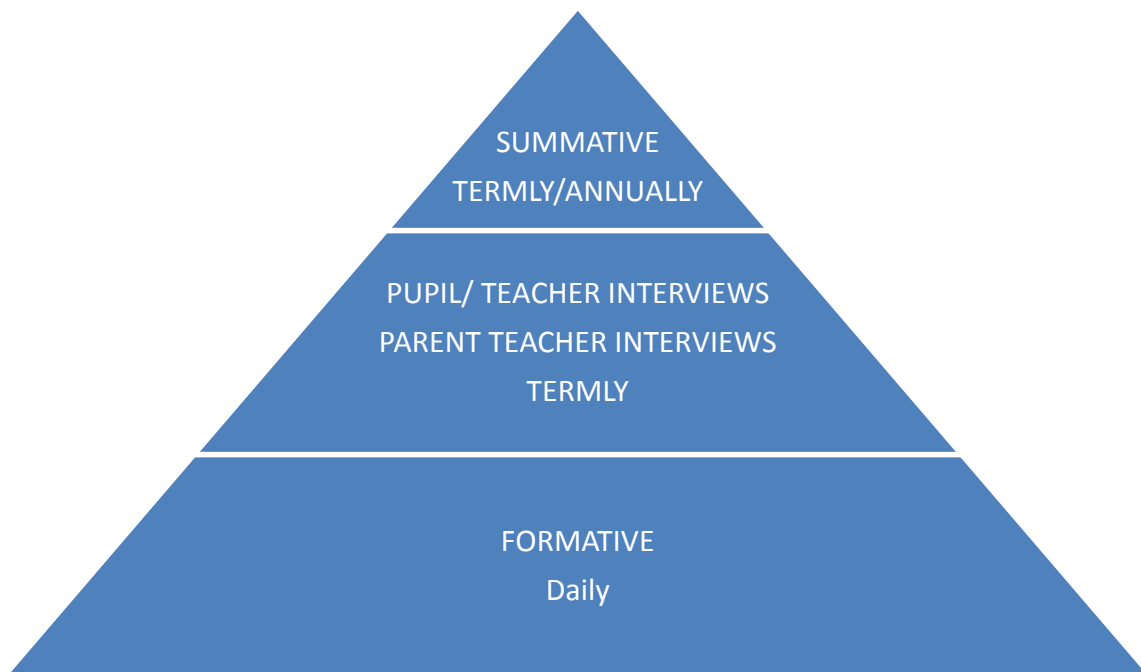 SUMMATIVE
TERMLY/ANNUALLY
PUPIL/ TEACHER INTERVIEWS
PARENT TEACHER INTERVIEWS
TERMLY
FORMATIVE
Daily